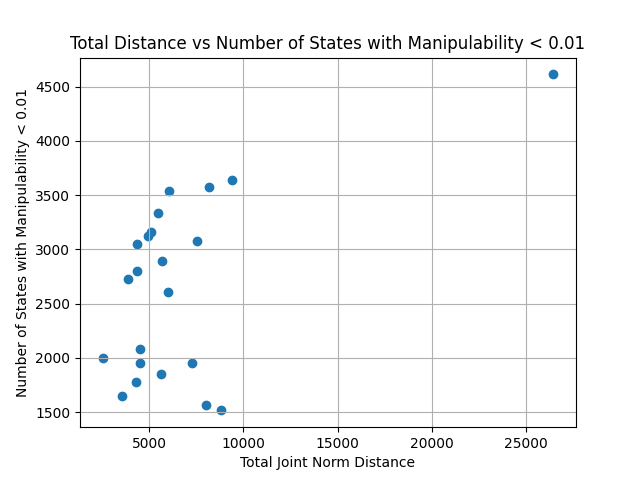 Total Distance vs Number of States with Manipulability < 0.01
Number of States with Manipulability < 0.01
4500
4000
3500
3000
2500
2000
1500
5000 10000 15000 20000 25000
Total Joint Norm Distance